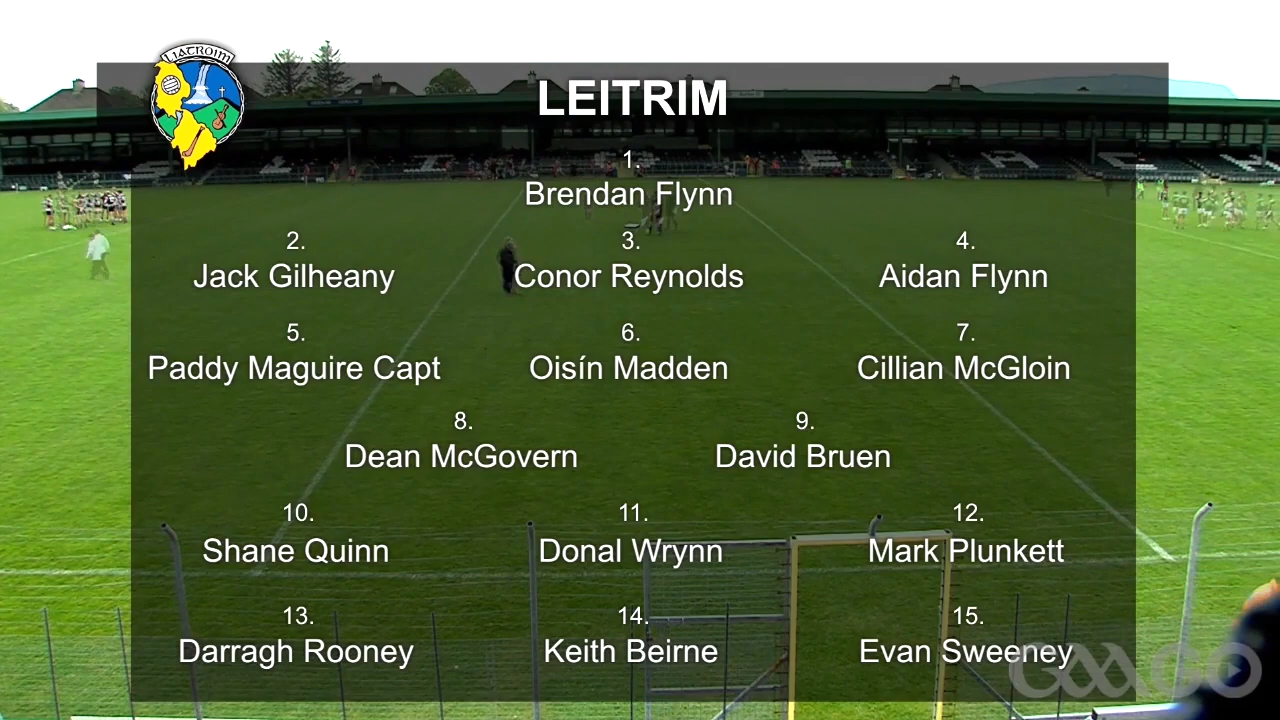 LIATROIM
LEITRIM
1.
Brendan Flynn
2. 3. 4.
Jack Gilheany Conor Reynolds Aidan Flynn
5. 6. 7.
Paddy Maguire Capt Oisín Madden Cillian McGloin
8. 9.
Dean McGovern David Bruen
10. 11. 12.
Shane Quinn Donal Wrynn Mark Plunkett
13. 14. 15.
Darragh Rooney Keith Beirne Evan Sweeney
GAAGO